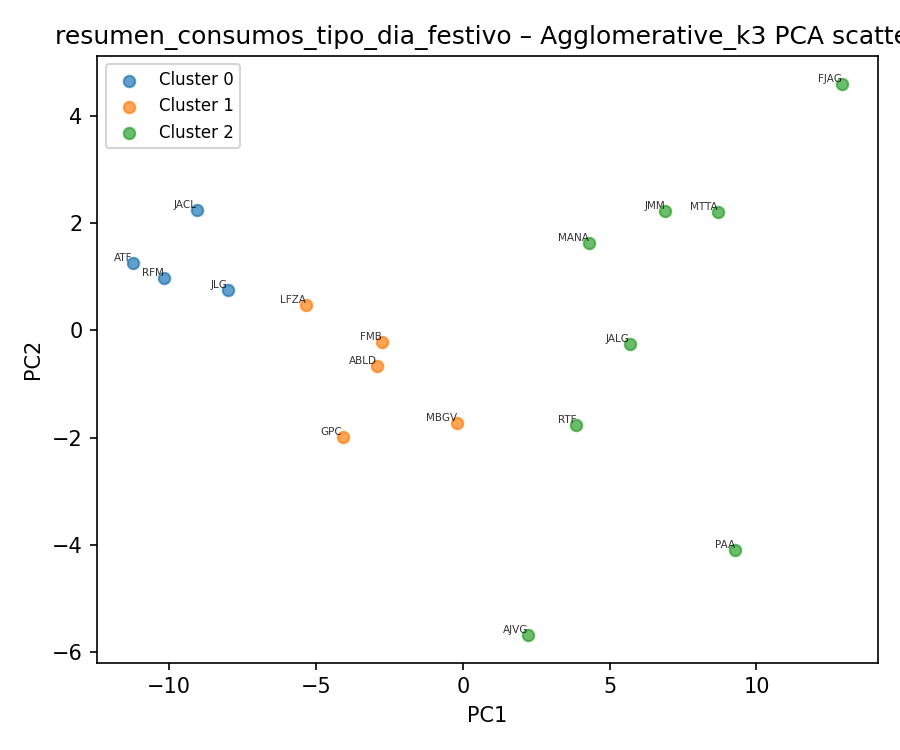 resumen_consumos_tipo_dia_festivo – Agglomerative_k3 PCA scatte
Cluster 0
Cluster 1
Cluster 2
FJAG
JACL
JMM
MTTA
MANA
ATF
RFM
JLG
LFZA
FMB
JALG
ABLD
MBGV
RTF
GPC
PAA
AJVG
4
2
0
−2
−4
−6
PC2
−10
−5
0
5
10
PC1